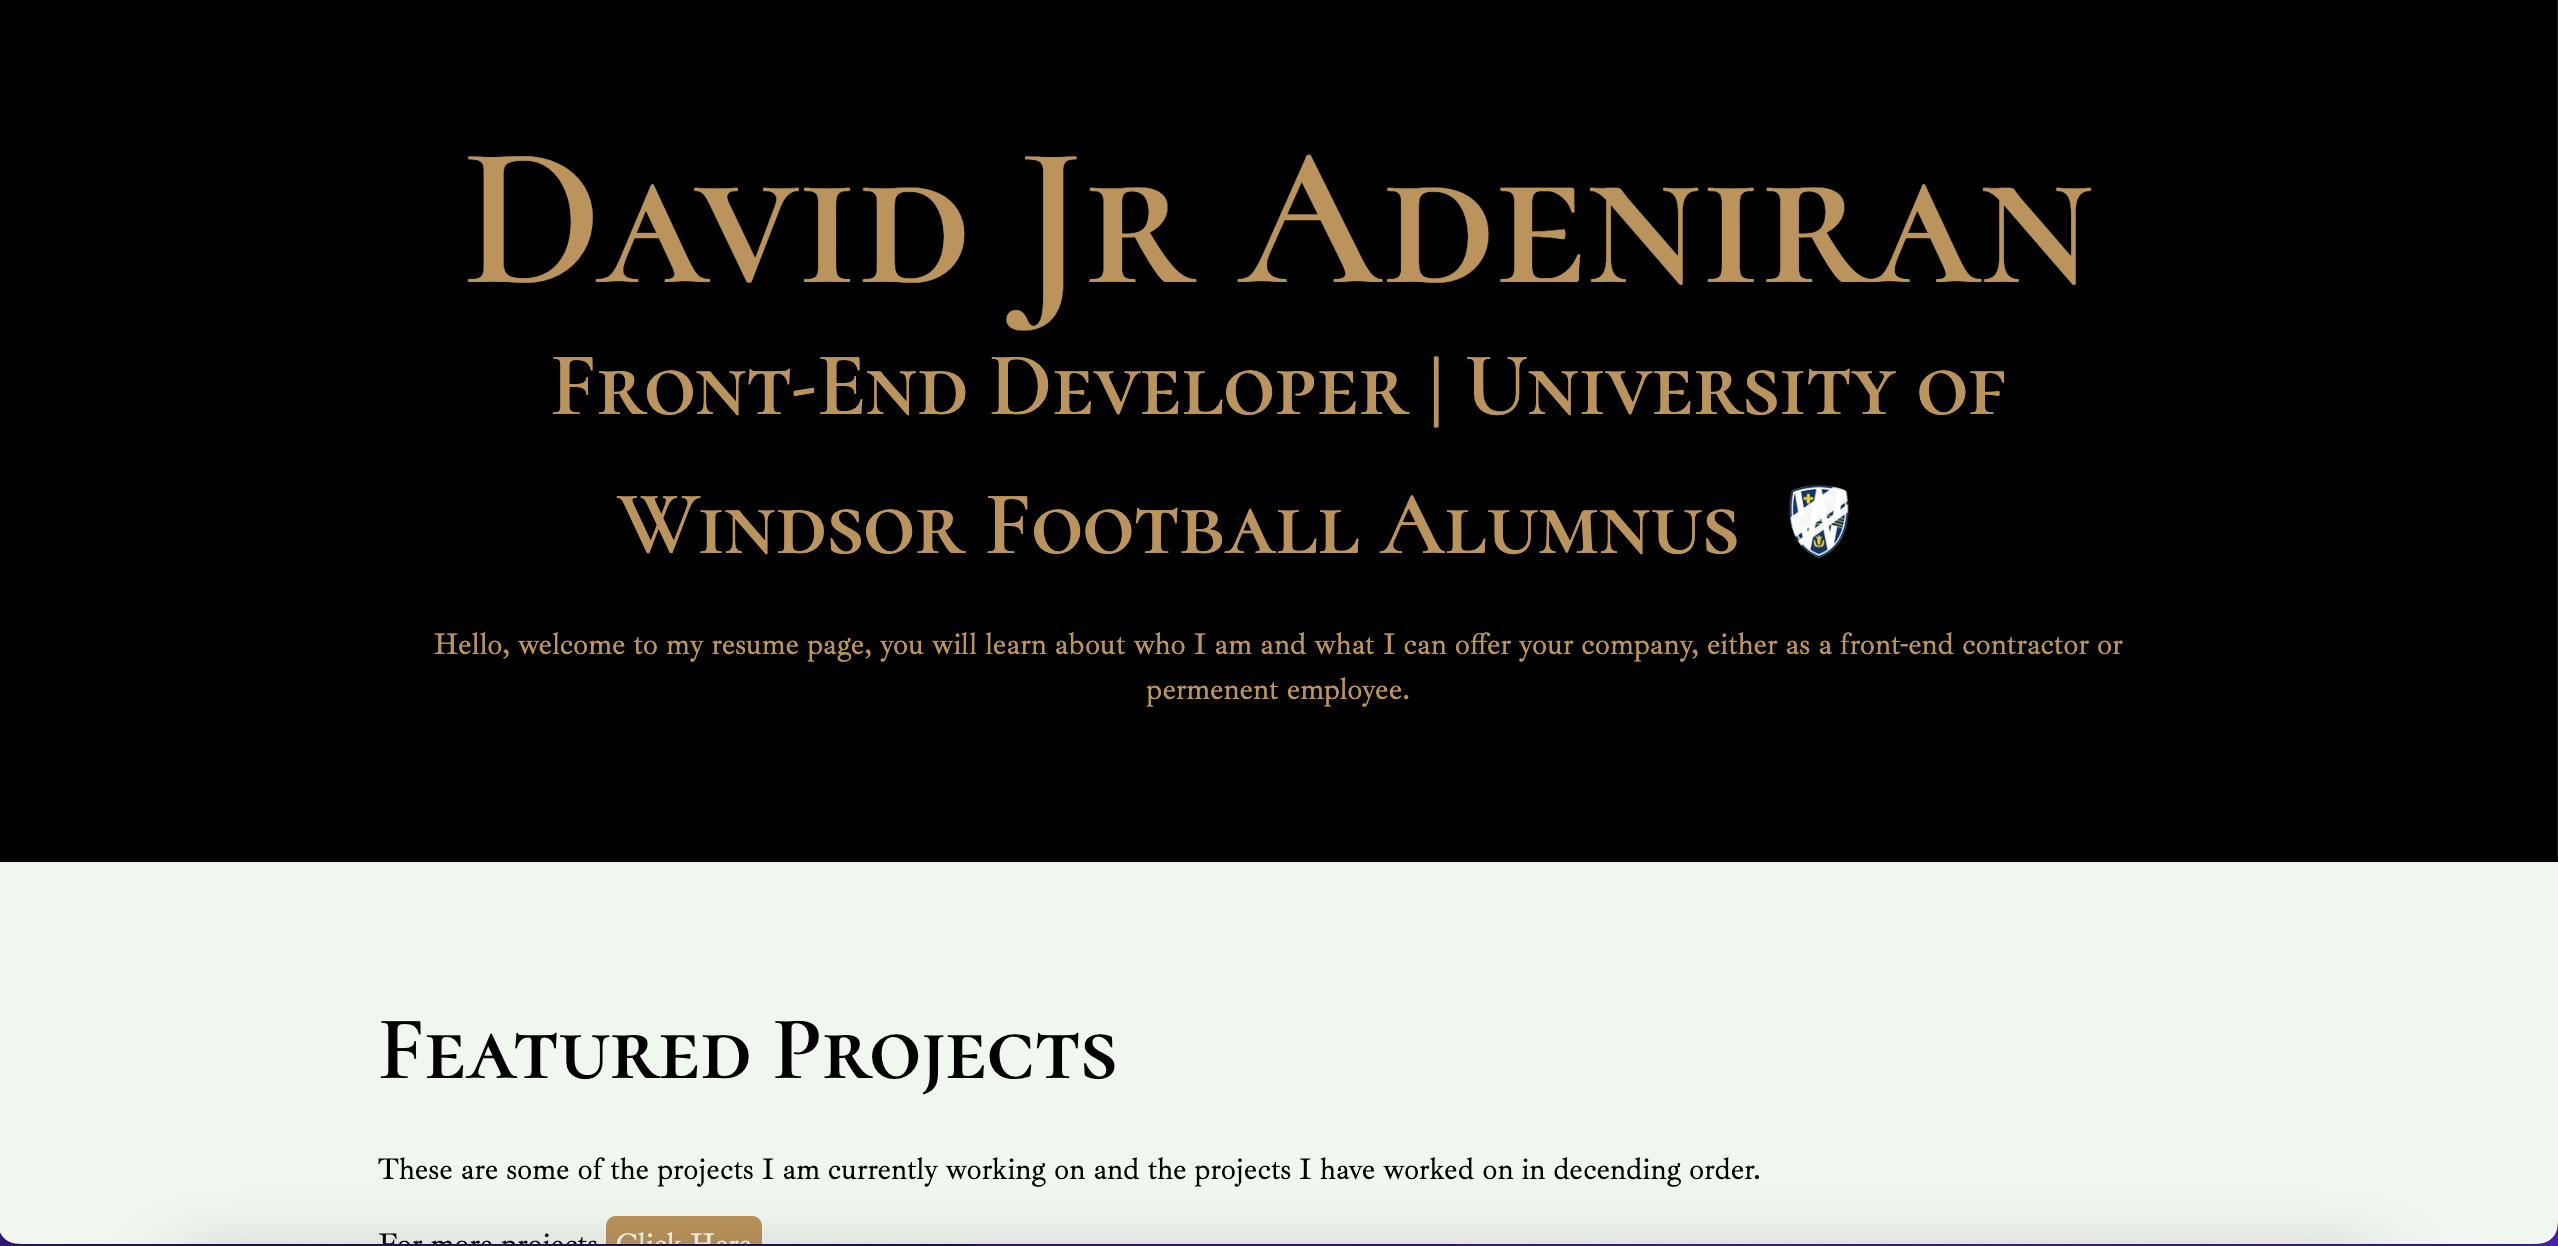 David Jr Adeniran
Front-End Developer | University of
Windsor Football Alumnus
Hello, welcome to my resume page, you will learn about who I am and what I can offer your company, either as a front-end contractor or
permenent employee.
Featured Projects
These are some of the projects I am currently working on and the projects I have worked on in decending order.
For more projects Click Here